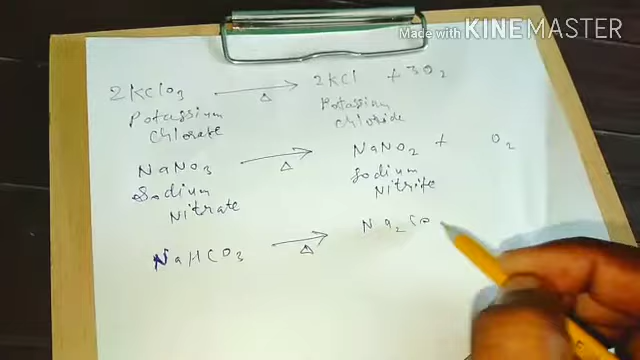 Made with KINEMASTER
2KClO3 → 2KCl + 3O2
Δ
Potassium Chlorate
Potassium Chloride
NaNO3 → NaNO2 + O2
Δ
Sodium Nitrate
Sodium Nitrite
NaHCO3 → Na2CO
Δ